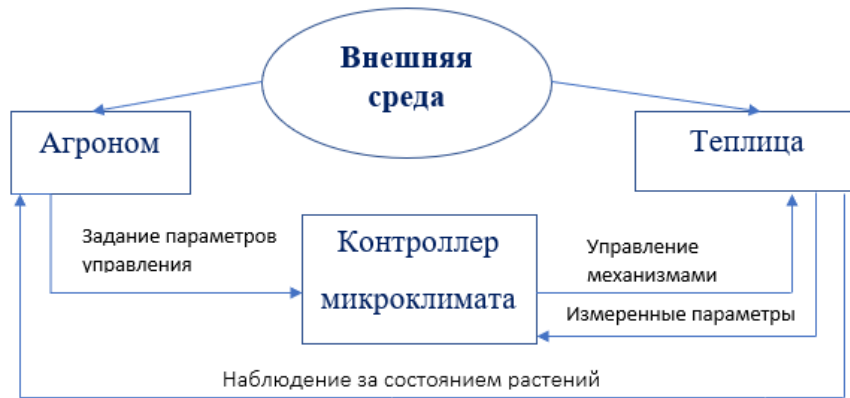 Внешняя
среда
Агроном
Теплица
Задание параметров
управления
Контроллер
микроклимата
Управление
механизмами
Измеренные параметры
Наблюдение за состоянием растений